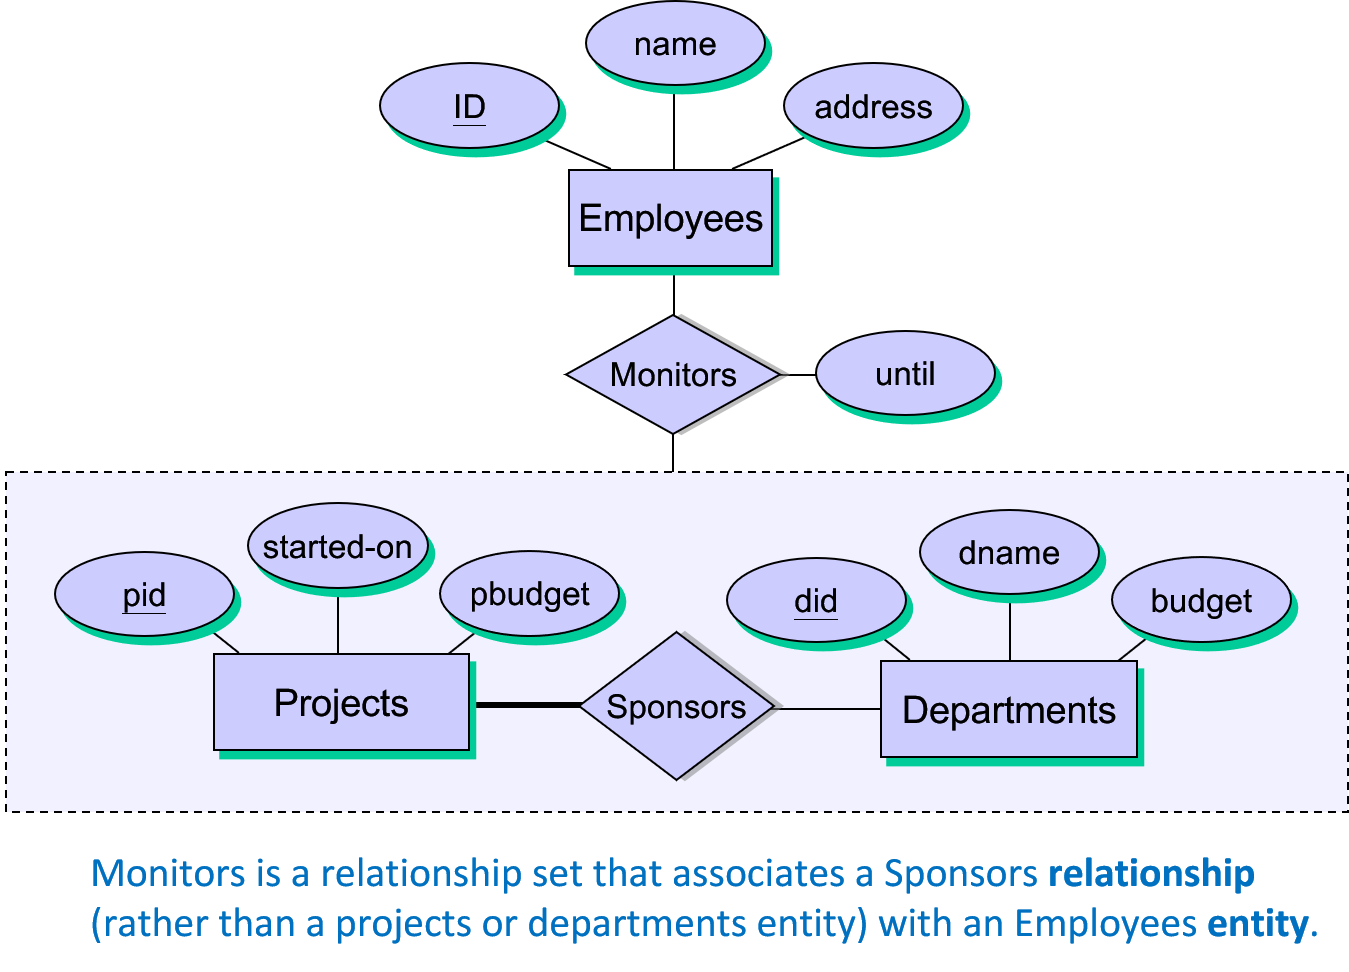 name
ID
address
Employees
Monitors
until
started-on
pid
pbudget
dname
did
budget
Projects
Sponsors
Departments
Monitors is a relationship set that associates a Sponsors relationship
(rather than a projects or departments entity) with an Employees entity.